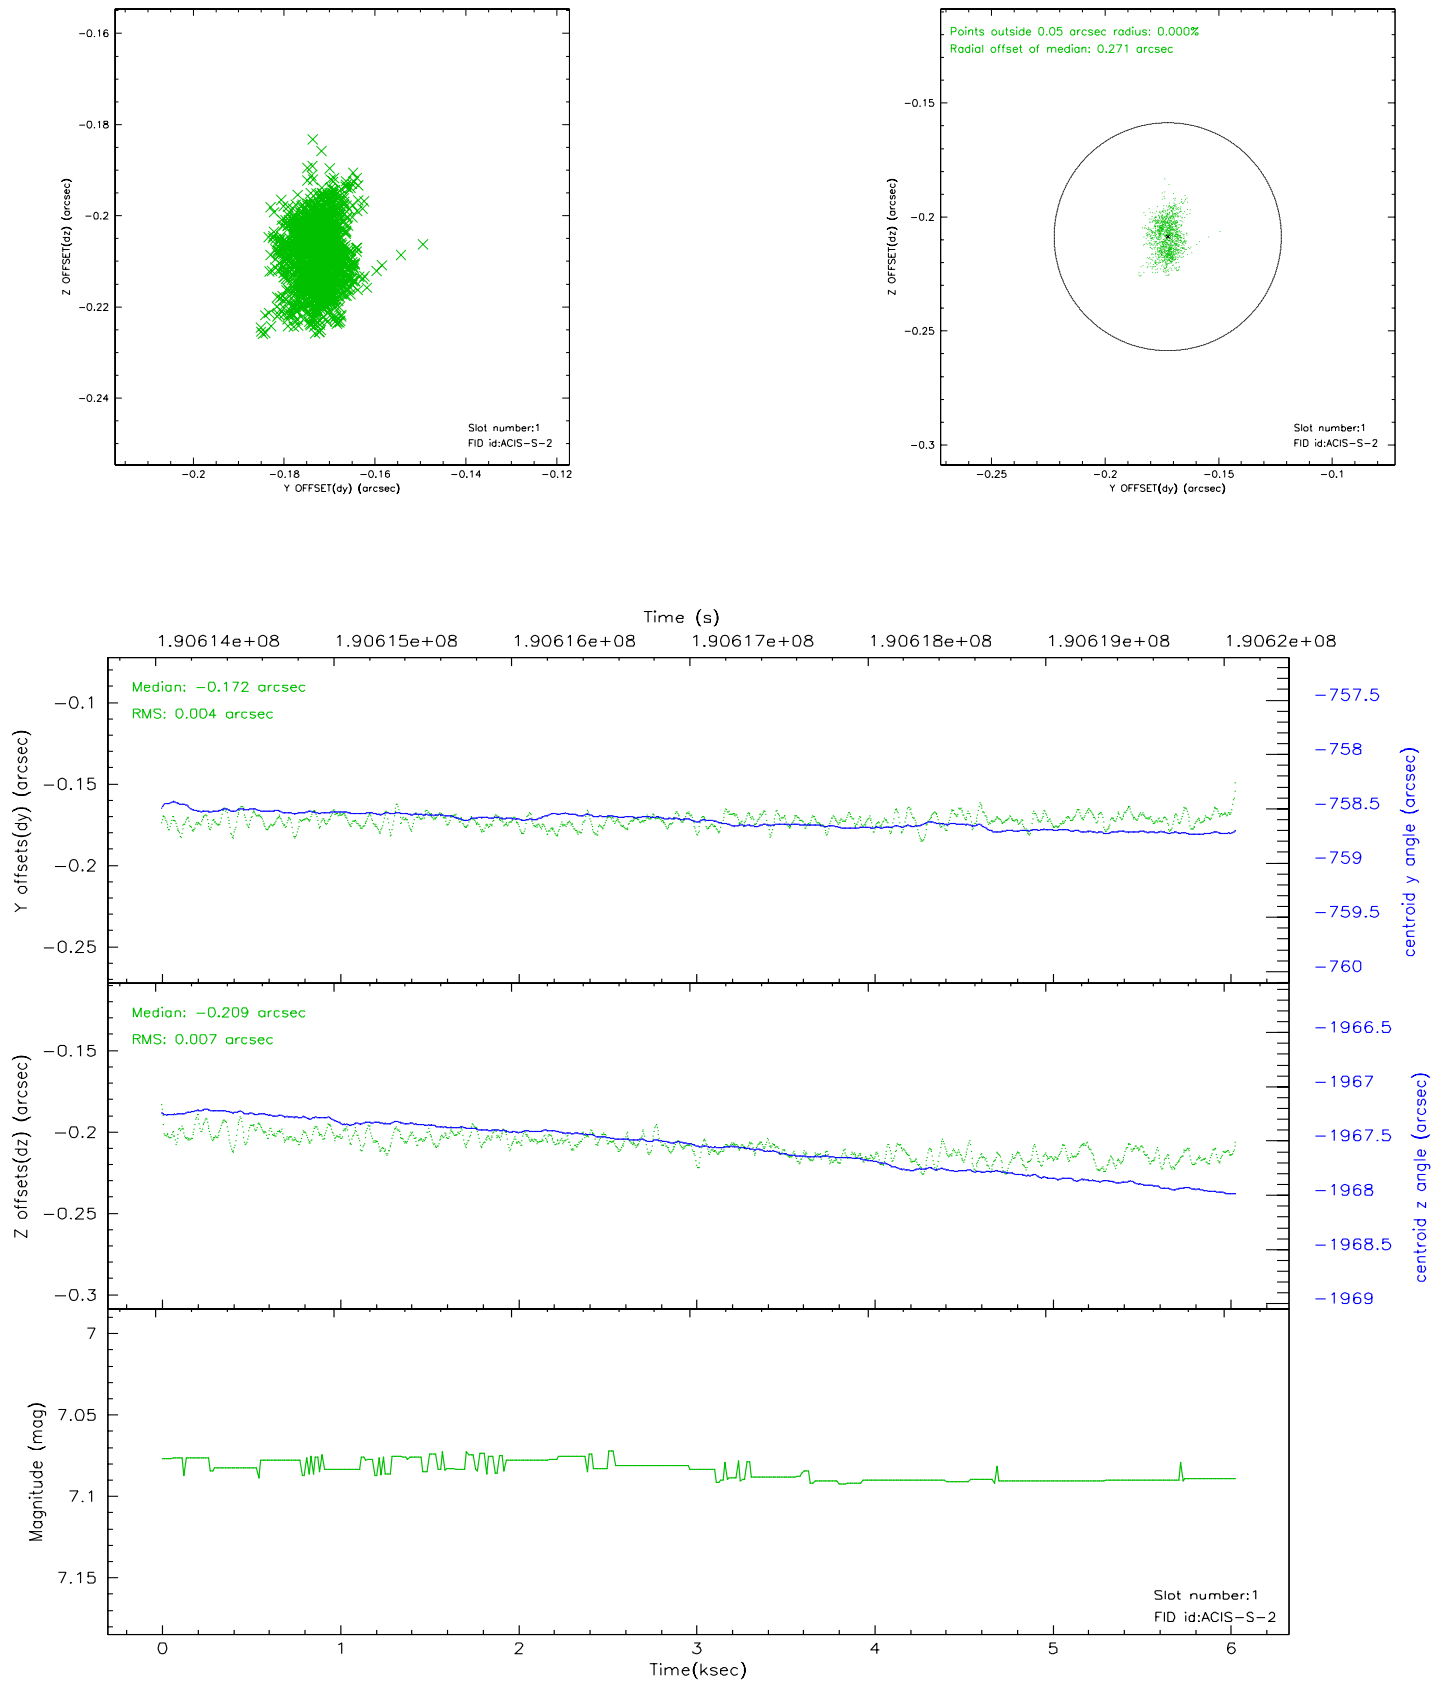 -0.16
-0.18
-0.2
-0.22
-0.24
Z OFFSET(dz) (arcsec)
Slot number:1
FID id:ACIS-S-2
-0.2
-0.18
-0.16
-0.14
-0.12
Y OFFSET(dy) (arcsec)
Points outside 0.05 arcsec radius: 0.000%
Radial offset of median: 0.271 arcsec
-0.15
-0.2
-0.25
-0.3
Z OFFSET(dz) (arcsec)
Slot number:1
FID id:ACIS-S-2
-0.25
-0.2
-0.15
-0.1
Y OFFSET(dy) (arcsec)
Time (s)
1.90614e+08
1.90615e+08
1.90616e+08
1.90617e+08
1.90618e+08
1.90619e+08
1.9062e+08
Median: -0.172 arcsec
RMS: 0.004 arcsec
-0.1
-0.15
-0.2
-0.25
Y offsets(dy) (arcsec)
-757.5
-758
-758.5
-759
-759.5
-760
centroid y angle (arcsec)
Median: -0.209 arcsec
RMS: 0.007 arcsec
-0.15
-0.2
-0.25
-0.3
Z offsets(dz) (arcsec)
-1966.5
-1967
-1967.5
-1968
-1968.5
-1969
centroid z angle (arcsec)
7
7.05
7.1
7.15
Magnitude (mag)
Slot number:1
FID id:ACIS-S-2
0
1
2
3
4
5
6
Time(ksec)